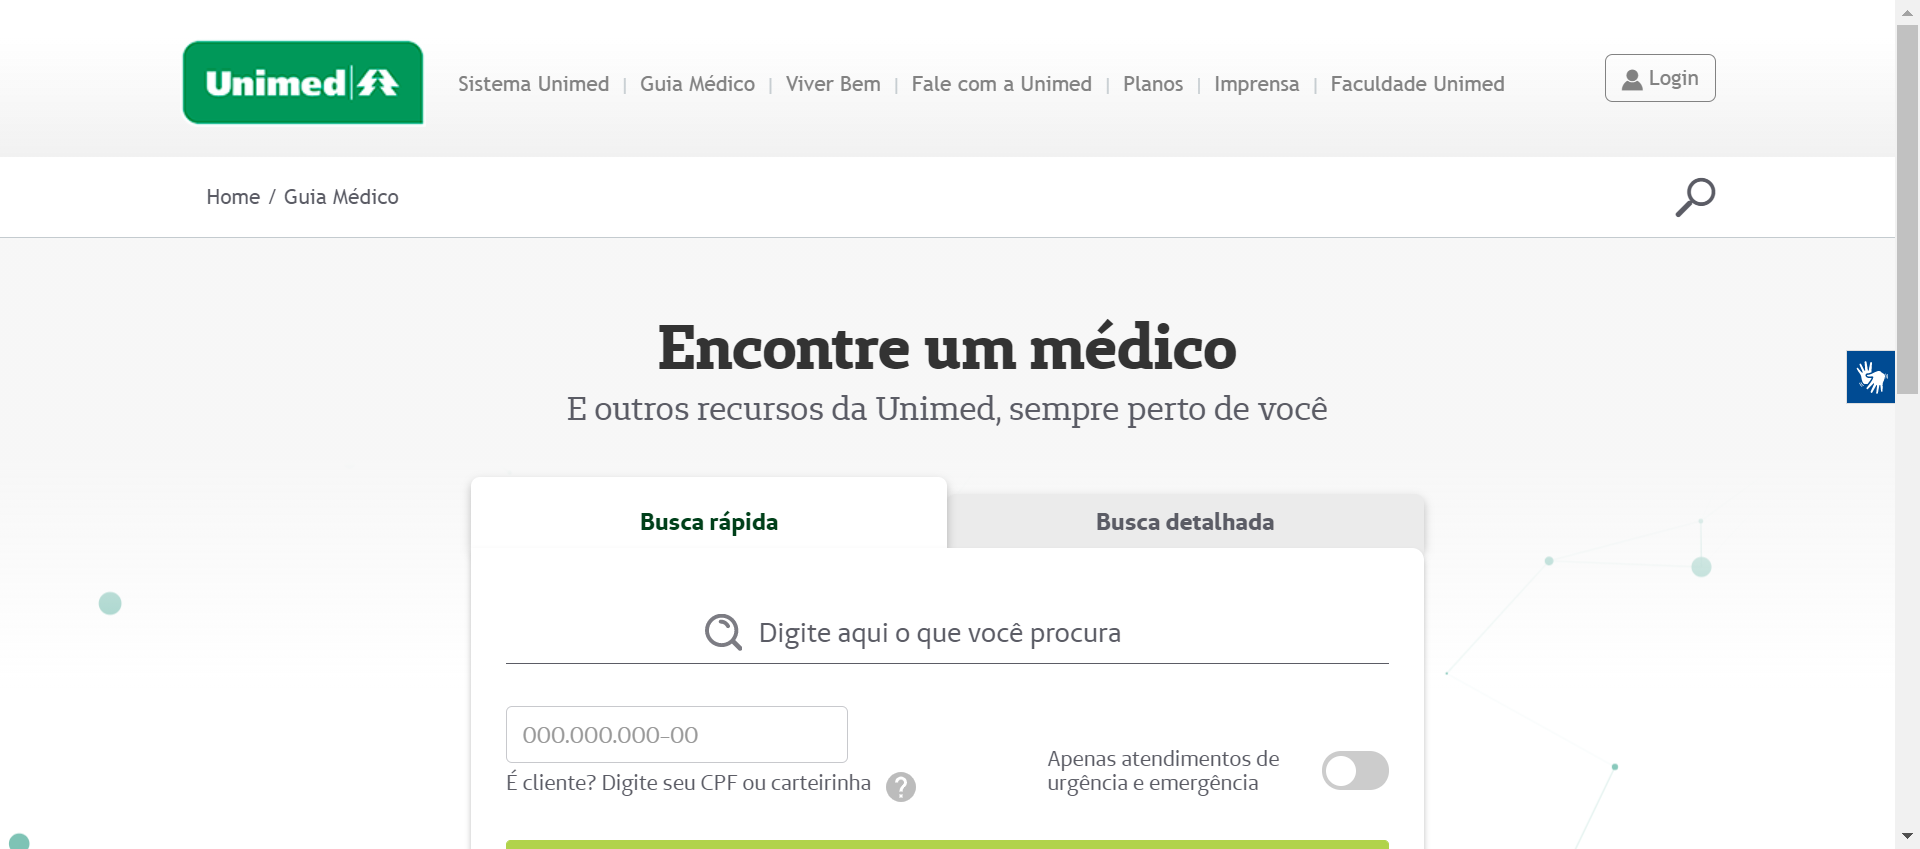 Unimed
Sistema Unimed | Guia Médico | Viver Bem | Fale com a Unimed | Planos | Imprensa | Faculdade Unimed
Login
Home / Guia Médico
Encontre um médico
E outros recursos da Unimed, sempre perto de você
Busca rápida
Busca detalhada
Digite aqui o que você procura
000.000.000-00
É cliente? Digite seu CPF ou carteirinha ?
Apenas atendimentos de
urgência e emergência